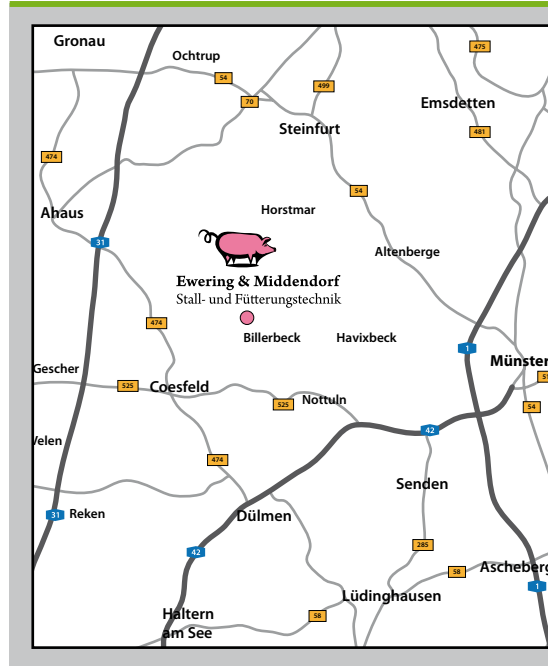 Gronau
475
Ochtrup
54
499
70
Emsdetten
Steinfurt
481
474
54
Horstmar
Ahaus
31
Altenberge
Ewering & Middendorf
Stall- und Fütterungstechnik
474
Billerbeck
Havixbeck
1
Münster
Gescher
51
525
Coesfeld
525
Nottuln
54
42
Velen
474
Senden
31
Reken
Dülmen
285
42
58
Ascheberg
1
Lüdinghausen
Haltern
am See
58